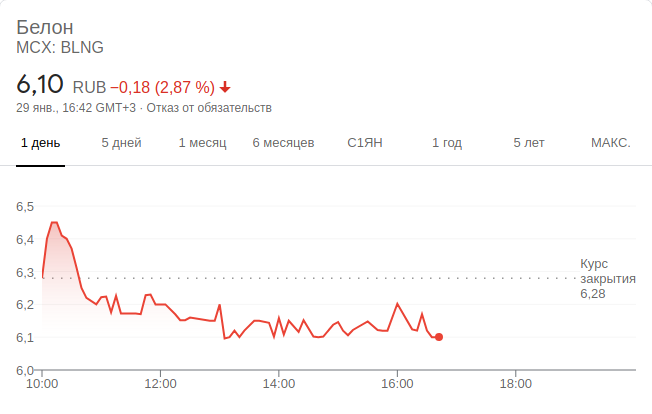 Белон
MCX: BLNG
6,10 RUB −0,18 (2,87 %)
29 янв., 16:42 GMT+3 · Отказ от обязательств
1 день 5 дней 1 месяц 6 месяцев С1ЯН 1 год 5 лет МАКС.
6,5
6,4
6,3
6,2
6,1
6,0
Курс
закрытия
6,28
10:00 12:00 14:00 16:00 18:00